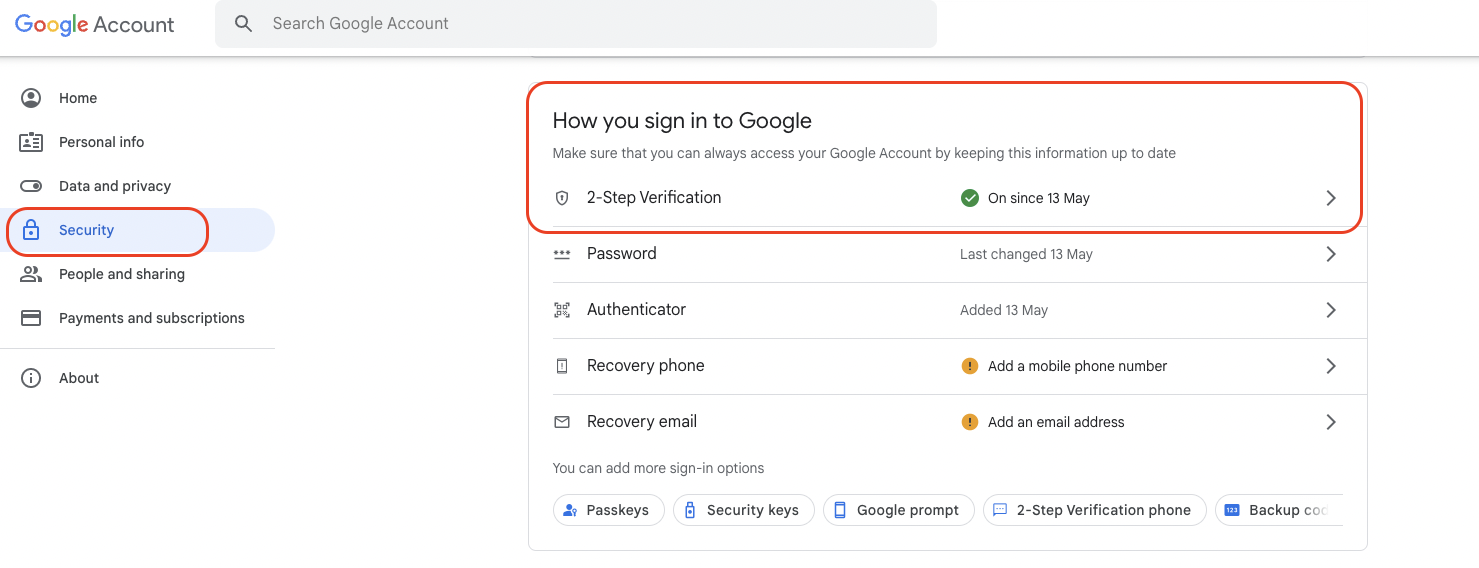 Google Account
Search Google Account
Home
Personal info
Data and privacy
Security
People and sharing
Payments and subscriptions
About
How you sign in to Google
Make sure that you can always access your Google Account by keeping this information up to date
2-Step Verification On since 13 May
Password Last changed 13 May
Authenticator Added 13 May
Recovery phone Add a mobile phone number
Recovery email Add an email address
You can add more sign-in options
Passkeys Security keys Google prompt 2-Step Verification phone Backup